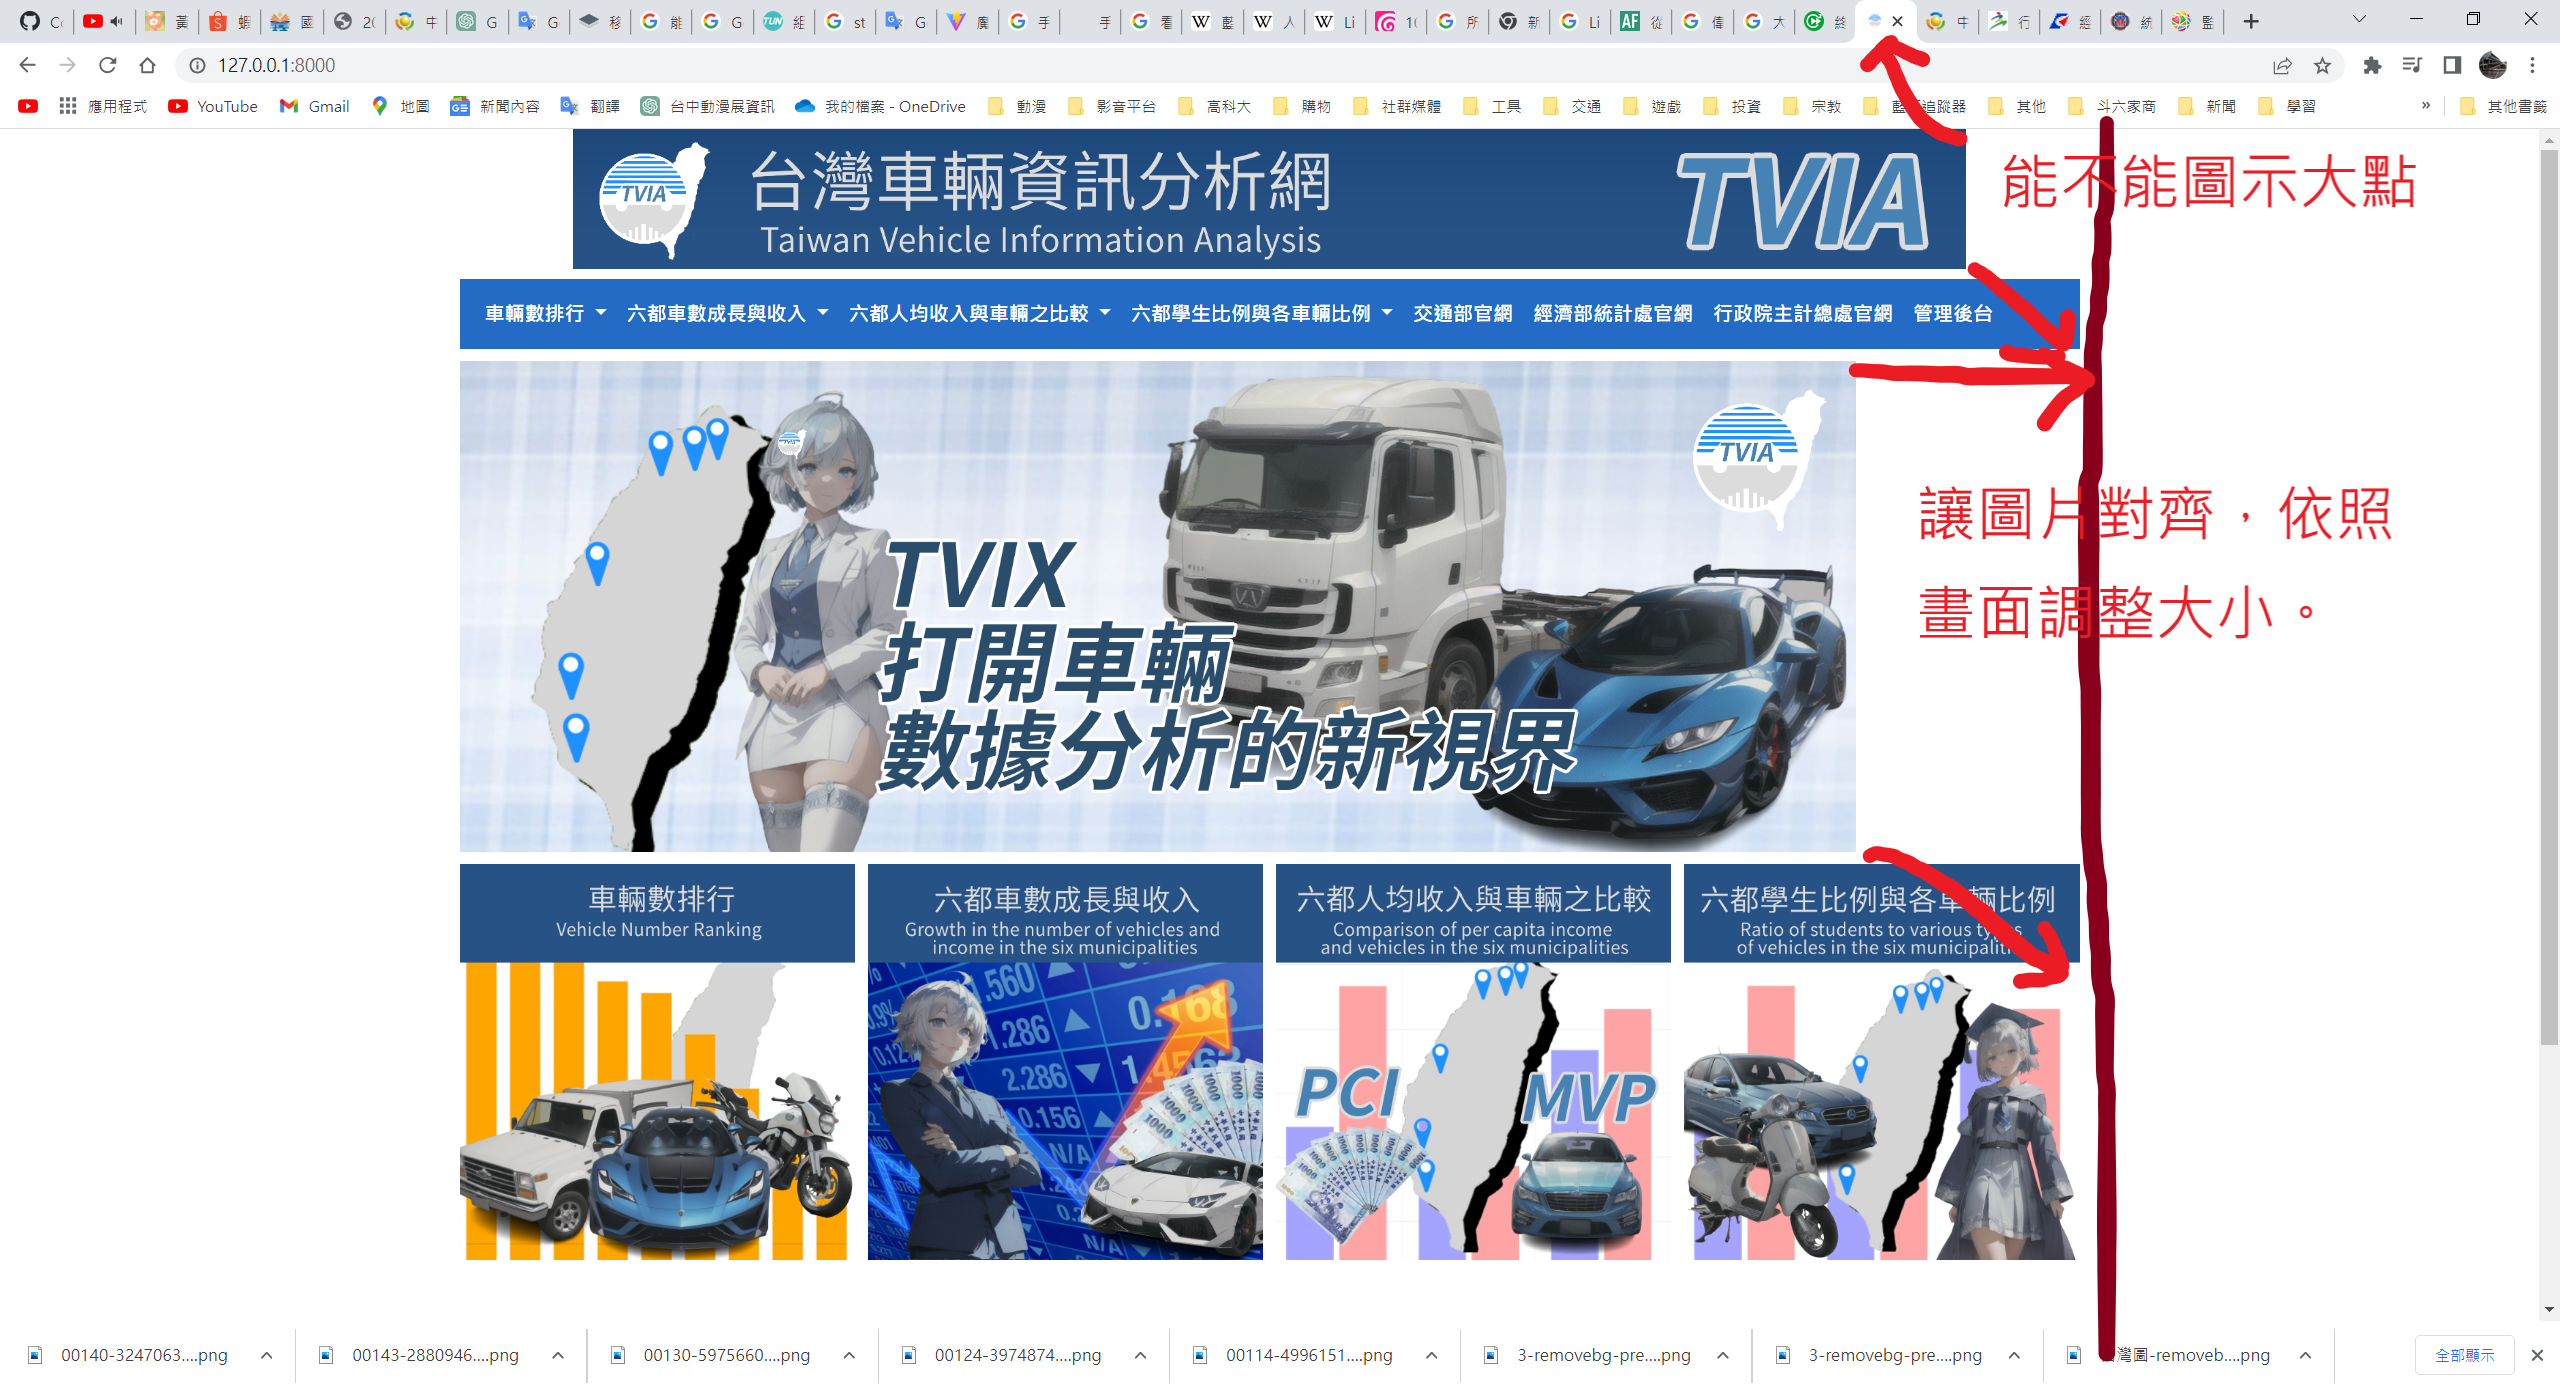 127.0.0.1:8000
應用程式 YouTube Gmail 地圖 新聞內容 翻譯 台中動漫展資訊 我的檔案 - OneDrive 動漫 影音平台 高科大 購物 社群媒體 工具 交通 遊戲 投資 宗教 追蹤器 其他 斗六家商 新聞 學習 » 其他書籤
TVIA
台灣車輛資訊分析網
Taiwan Vehicle Information Analysis
TVIA
能不能圖示大點
車輛數排行 六都車數成長與收入 六都人均收入與車輛之比較 六都學生比例與各車輛比例 交通部官網 經濟部統計處官網 行政院主計總處官網 管理後台
TVIA
TVIX
打開車輛
數據分析的新視界
讓圖片對齊，依照
畫面調整大小。
車輛數排行
Vehicle Number Ranking
六都車數成長與收入
Growth in the number of vehicles and
income in the six municipalities
六都人均收入與車輛之比較
Comparison of per capita income
and vehicles in the six municipalities
六都學生比例與各車輛比例
Ratio of students to various types
of vehicles in the six municipalities
.560
0.168
.286
2.286
0.156
N/A
N/A
PCI
MVP
00140-3247063....png
00143-2880946....png
00130-5975660....png
00124-3974874....png
00114-4996151....png
3-removebg-pre....png
3-removebg-pre....png
灣圖-removeb....png
全部顯示